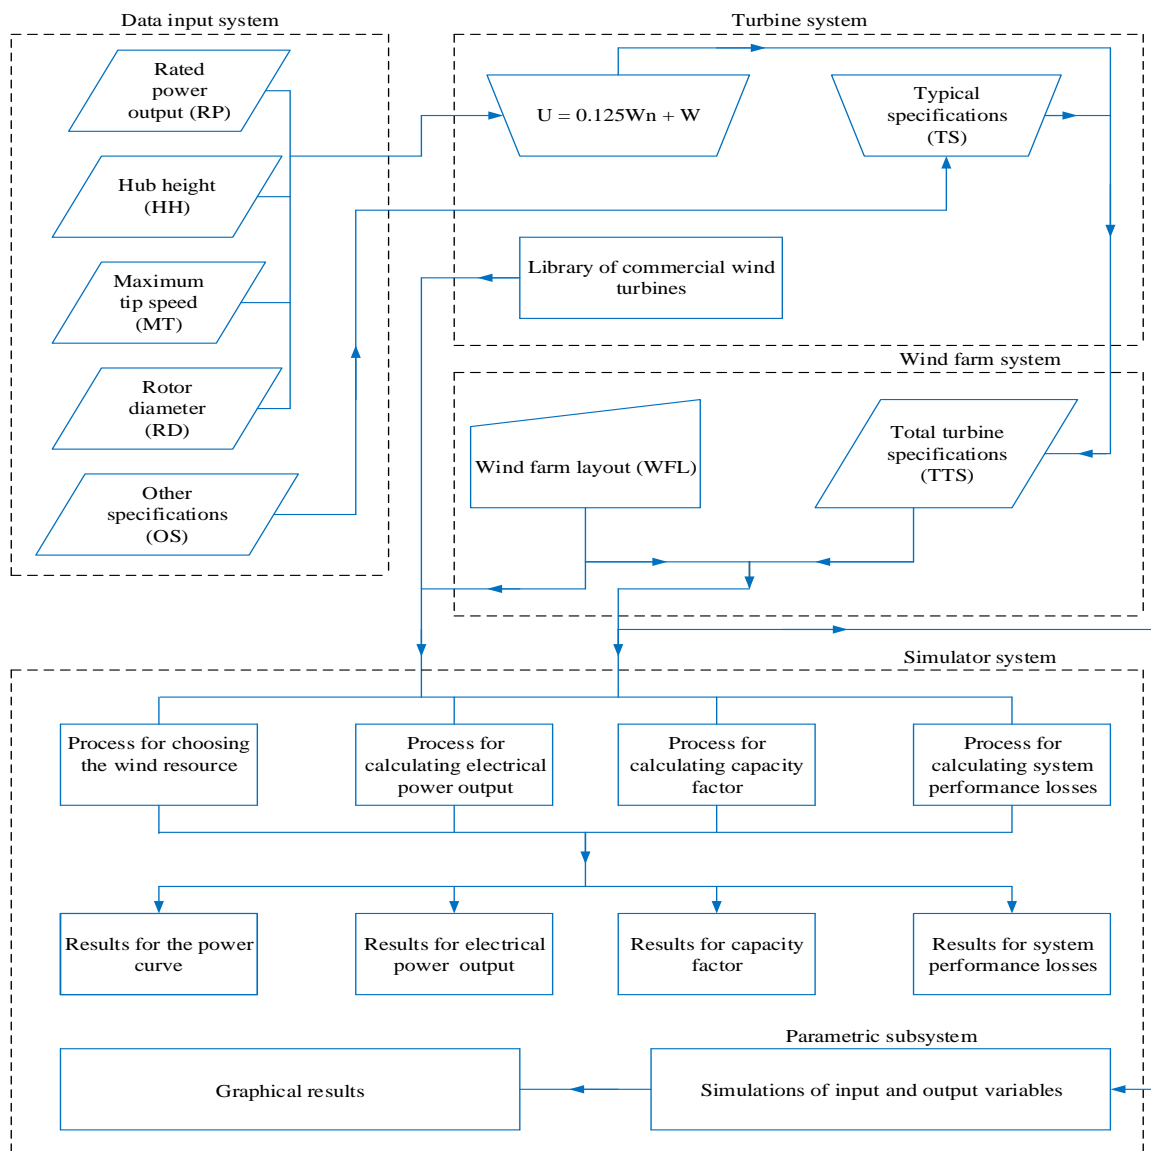 Data input system
Rated
power
output (RP)
Hub height
(HH)
Maximum
tip speed
(MT)
Rotor
diameter
(RD)
Other
specifications
(OS)
Turbine system
U = 0.125Wn + W
Typical
specifications
(TS)
Library of commercial wind
turbines
Wind farm system
Wind farm layout (WFL)
Total turbine
specifications
(TTS)
Simulator system
Process for choosing
the wind resource
Process for
calculating electrical
power output
Process for
calculating capacity
factor
Process for
calculating system
performance losses
Results for the power
curve
Results for electrical
power output
Results for capacity
factor
Results for system
performance losses
Parametric subsystem
Graphical results
Simulations of input and output variables